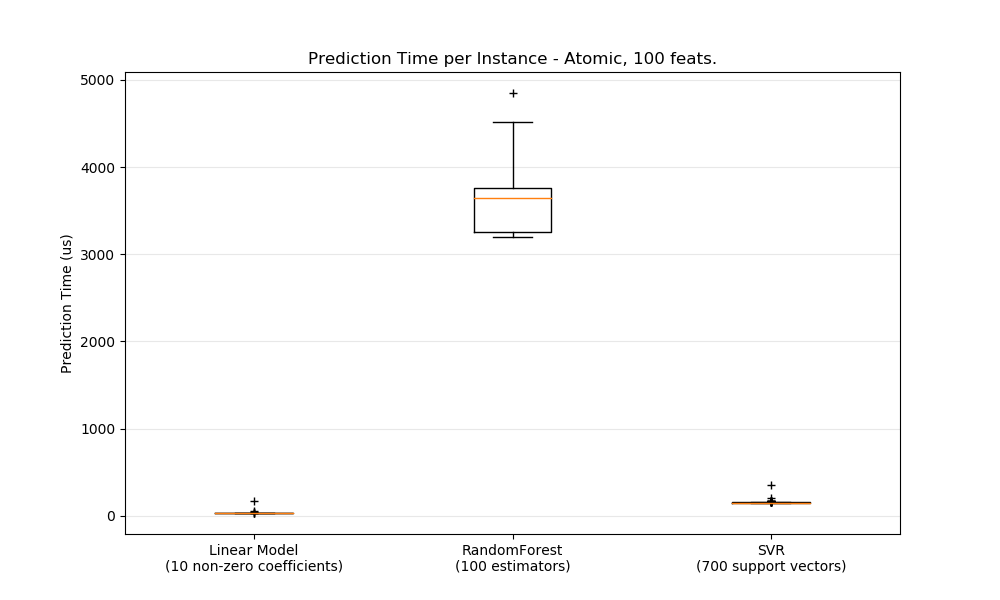 Prediction Time per Instance - Atomic, 100 feats.
Prediction Time (us)
5000
4000
3000
2000
1000
0
Linear Model
(10 non-zero coefficients)
RandomForest
(100 estimators)
SVR
(700 support vectors)